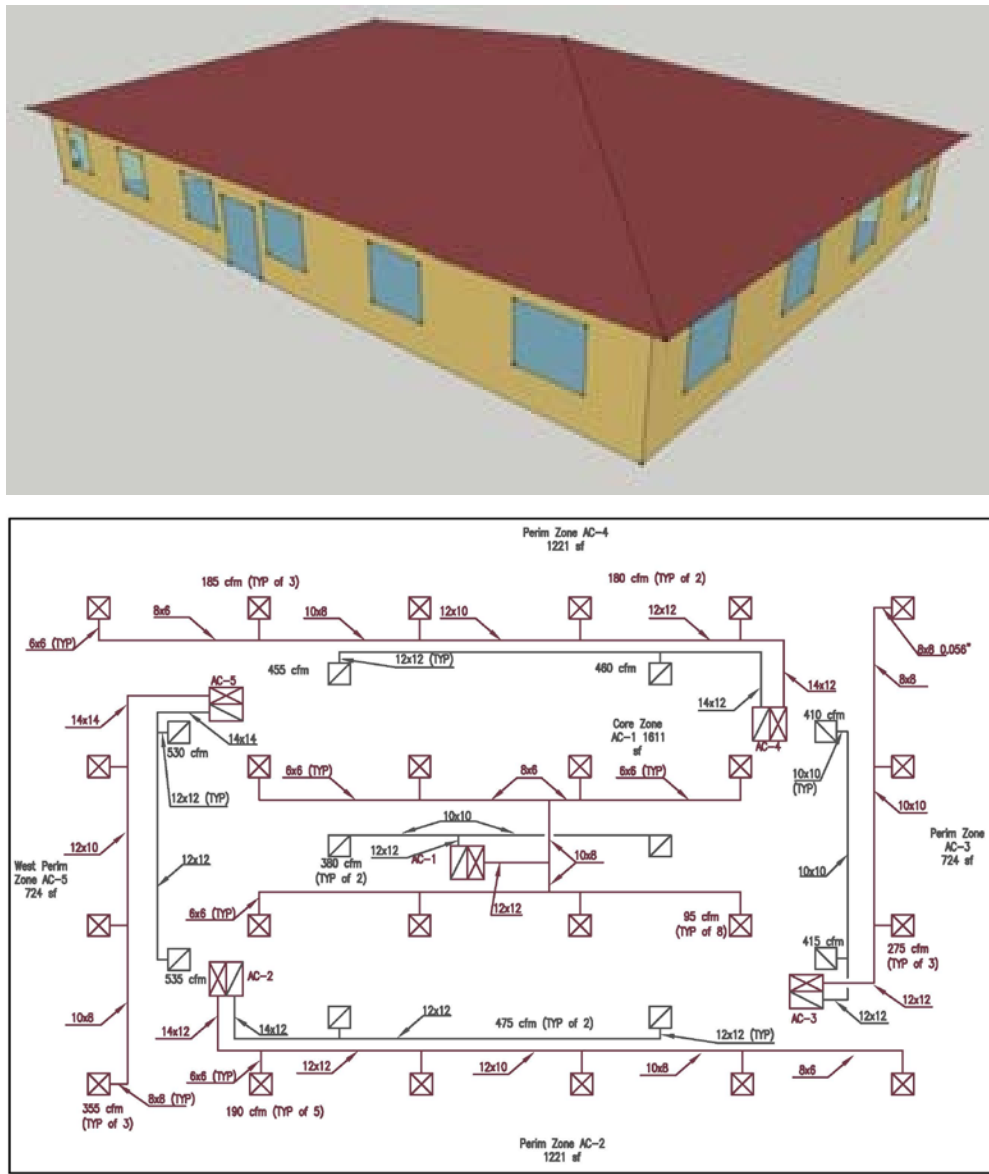 Perim Zone AC-4
1221 sf
185 cfm (TYP of 3)
180 cfm (TYP of 2)
8x6
10x8
12x10
12x12
6x6 (TYP)
8x8 0.056"
12x12 (TYP)
455 cfm
460 cfm
8x8
14x12
14x12
AC-5
14x14
14x14
530 cfm
Core Zone
AC-1 1611
sf
AC-4
410 cfm
6x6 (TYP)
8x6
6x6 (TYP)
10x10
(TYP)
12x12 (TYP)
10x10
10x10
12x10
12x12
12x12
AC-1
380 cfm
(TYP of 2)
10x8
Perim Zone
AC-3
724 sf
West Perim
Zone AC-5
724 sf
10x10
6x6 (TYP)
12x12
95 cfm
(TYP of 8)
415 cfm
275 cfm
(TYP of 3)
535 cfm
AC-2
10x8
12x12
14x12
14x12
12x12
475 cfm (TYP of 2)
12x12 (TYP)
AC-3
12x12
6x6 (TYP)
12x12
12x10
10x8
8x6
355 cfm
(TYP of 3)
8x8 (TYP)
190 cfm (TYP of 5)
Perim Zone AC-2
1221 sf